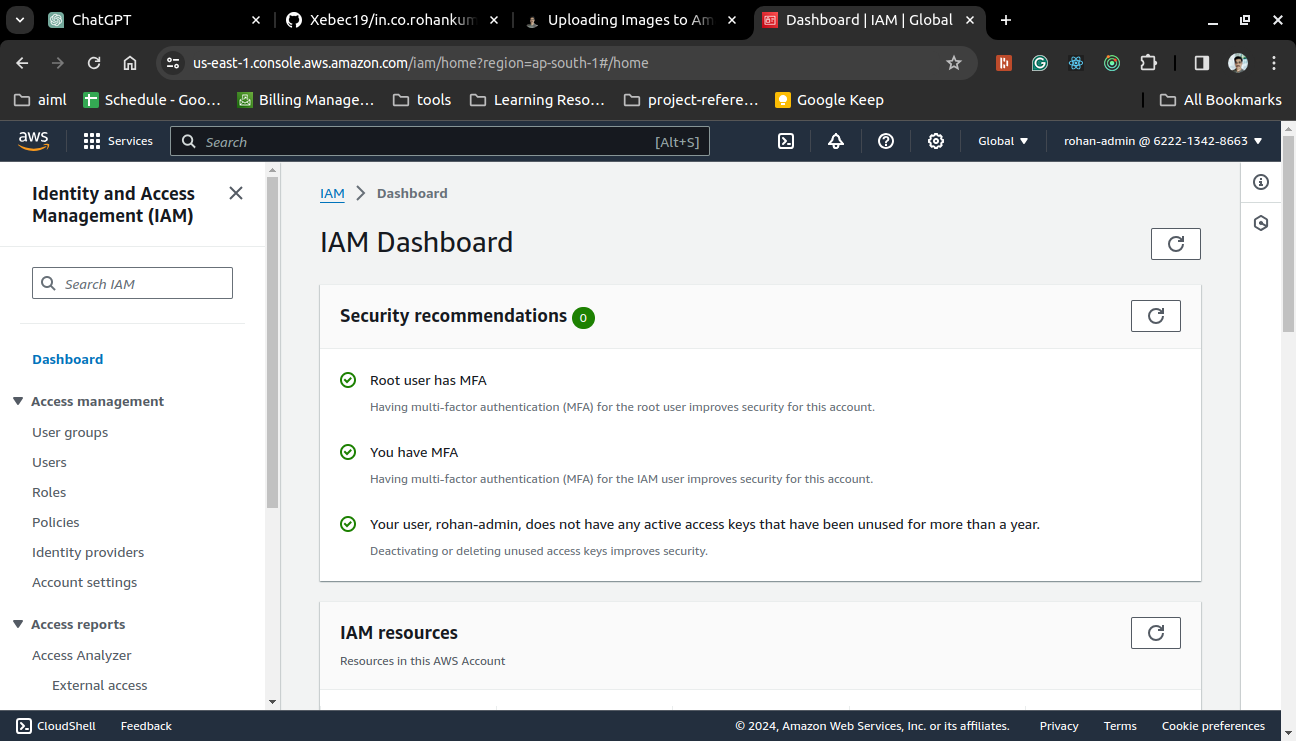 ChatGPT
Xebec19/in.co.rohankum
Uploading Images to Am
Dashboard | IAM | Global
us-east-1.console.aws.amazon.com/iam/home?region=ap-south-1#/home
aiml
Schedule - Goo…
Billing Manage…
tools
Learning Reso…
project-refere…
Google Keep
All Bookmarks
aws
Services
Search
[Alt+S]
Global
rohan-admin @ 6222-1342-8663
Identity and Access
Management (IAM)
Search IAM
Dashboard
Access management
User groups
Users
Roles
Policies
Identity providers
Account settings
Access reports
Access Analyzer
External access
IAM
Dashboard
IAM Dashboard
Security recommendations 0
Root user has MFA
Having multi-factor authentication (MFA) for the root user improves security for this account.
You have MFA
Having multi-factor authentication (MFA) for the IAM user improves security for this account.
Your user, rohan-admin, does not have any active access keys that have been unused for more than a year.
Deactivating or deleting unused access keys improves security.
IAM resources
Resources in this AWS Account
CloudShell
Feedback
© 2024, Amazon Web Services, Inc. or its affiliates.
Privacy
Terms
Cookie preferences